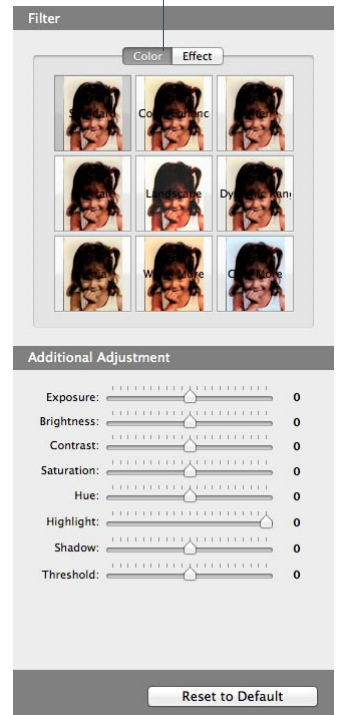 Filter
Color Effect
Landscape
Additional Adjustment
Exposure: 0
Brightness: 0
Contrast: 0
Saturation: 0
Hue: 0
Highlight: 0
Shadow: 0
Threshold: 0
Reset to Default